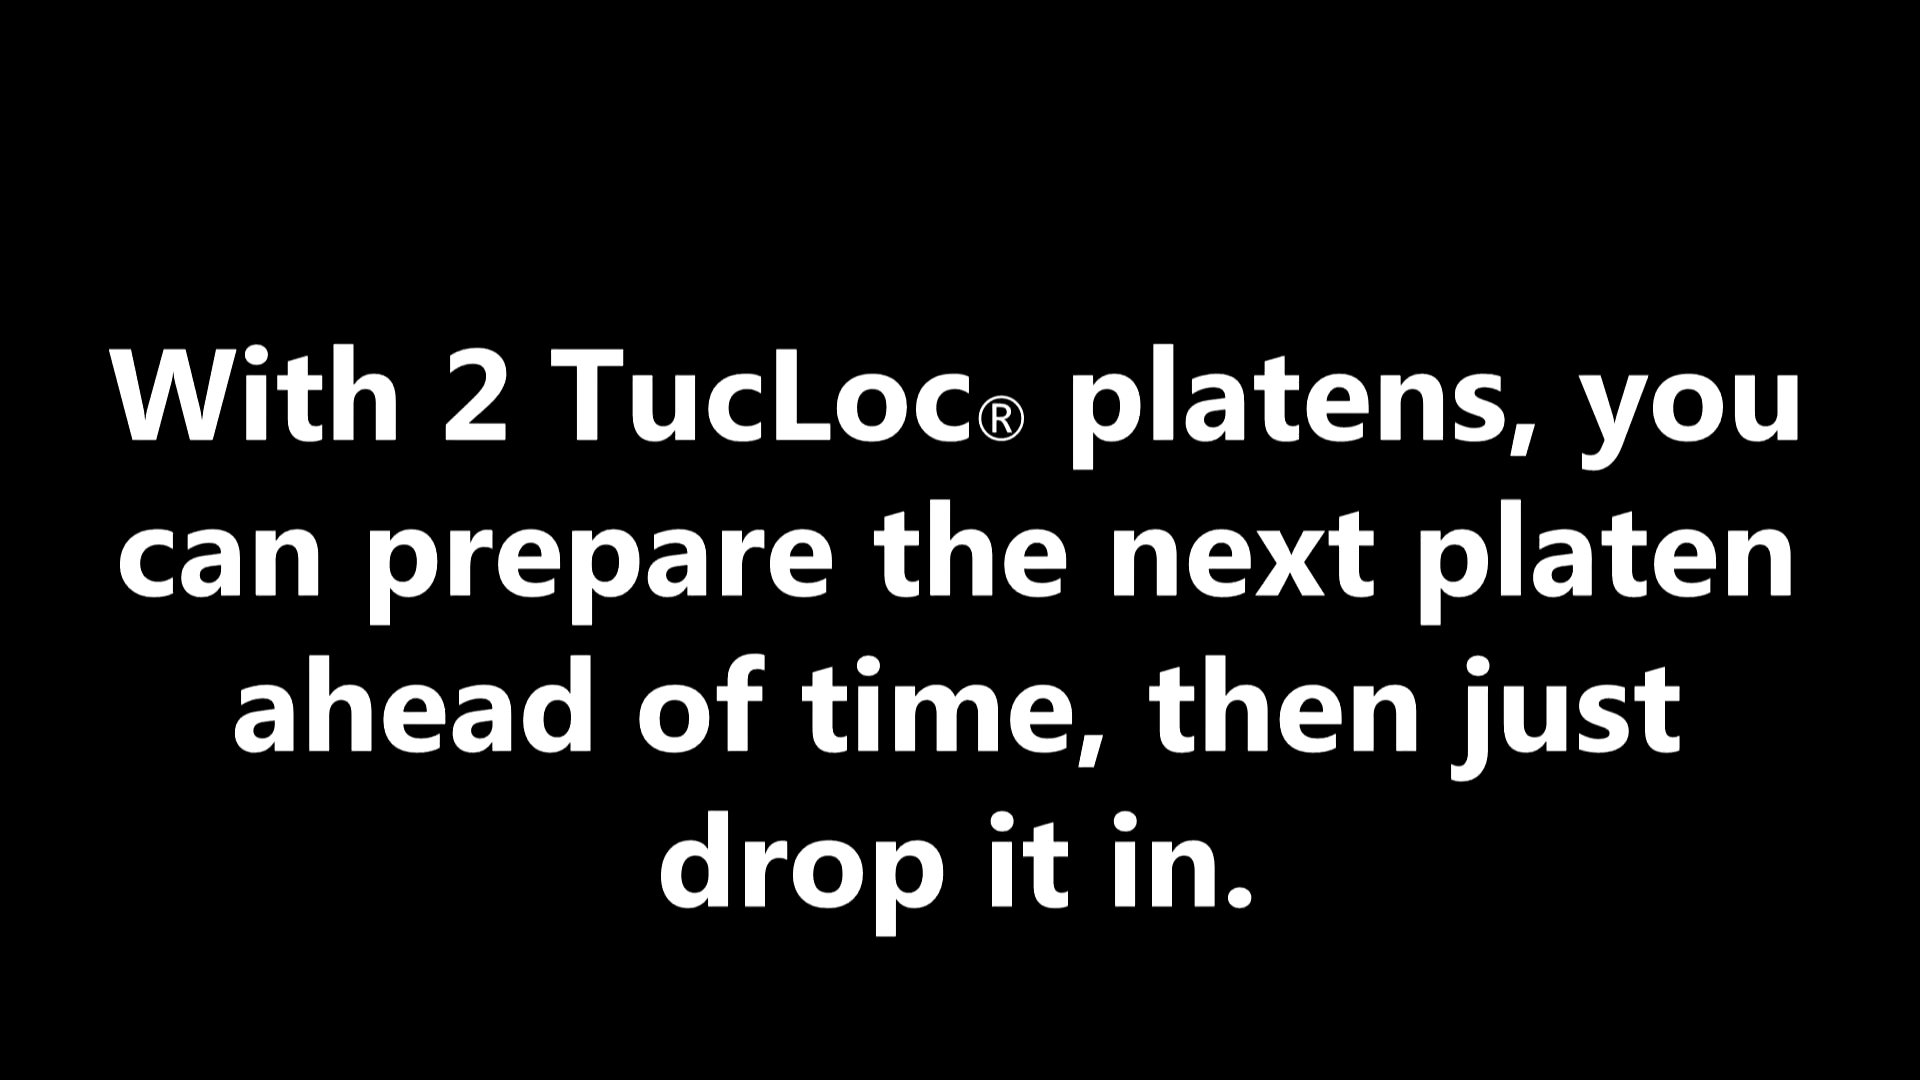 With 2 TucLoc® platens, you
can prepare the next platen
ahead of time, then just
drop it in.